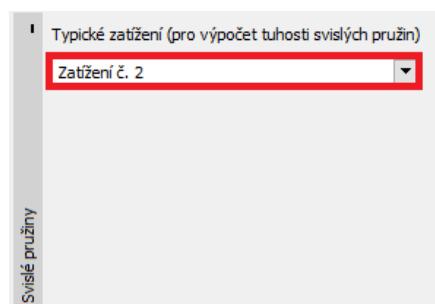 Typické zatížení (pro výpočet tuhosti svislých pružin)
Zatížení č. 2
Svislé pružiny